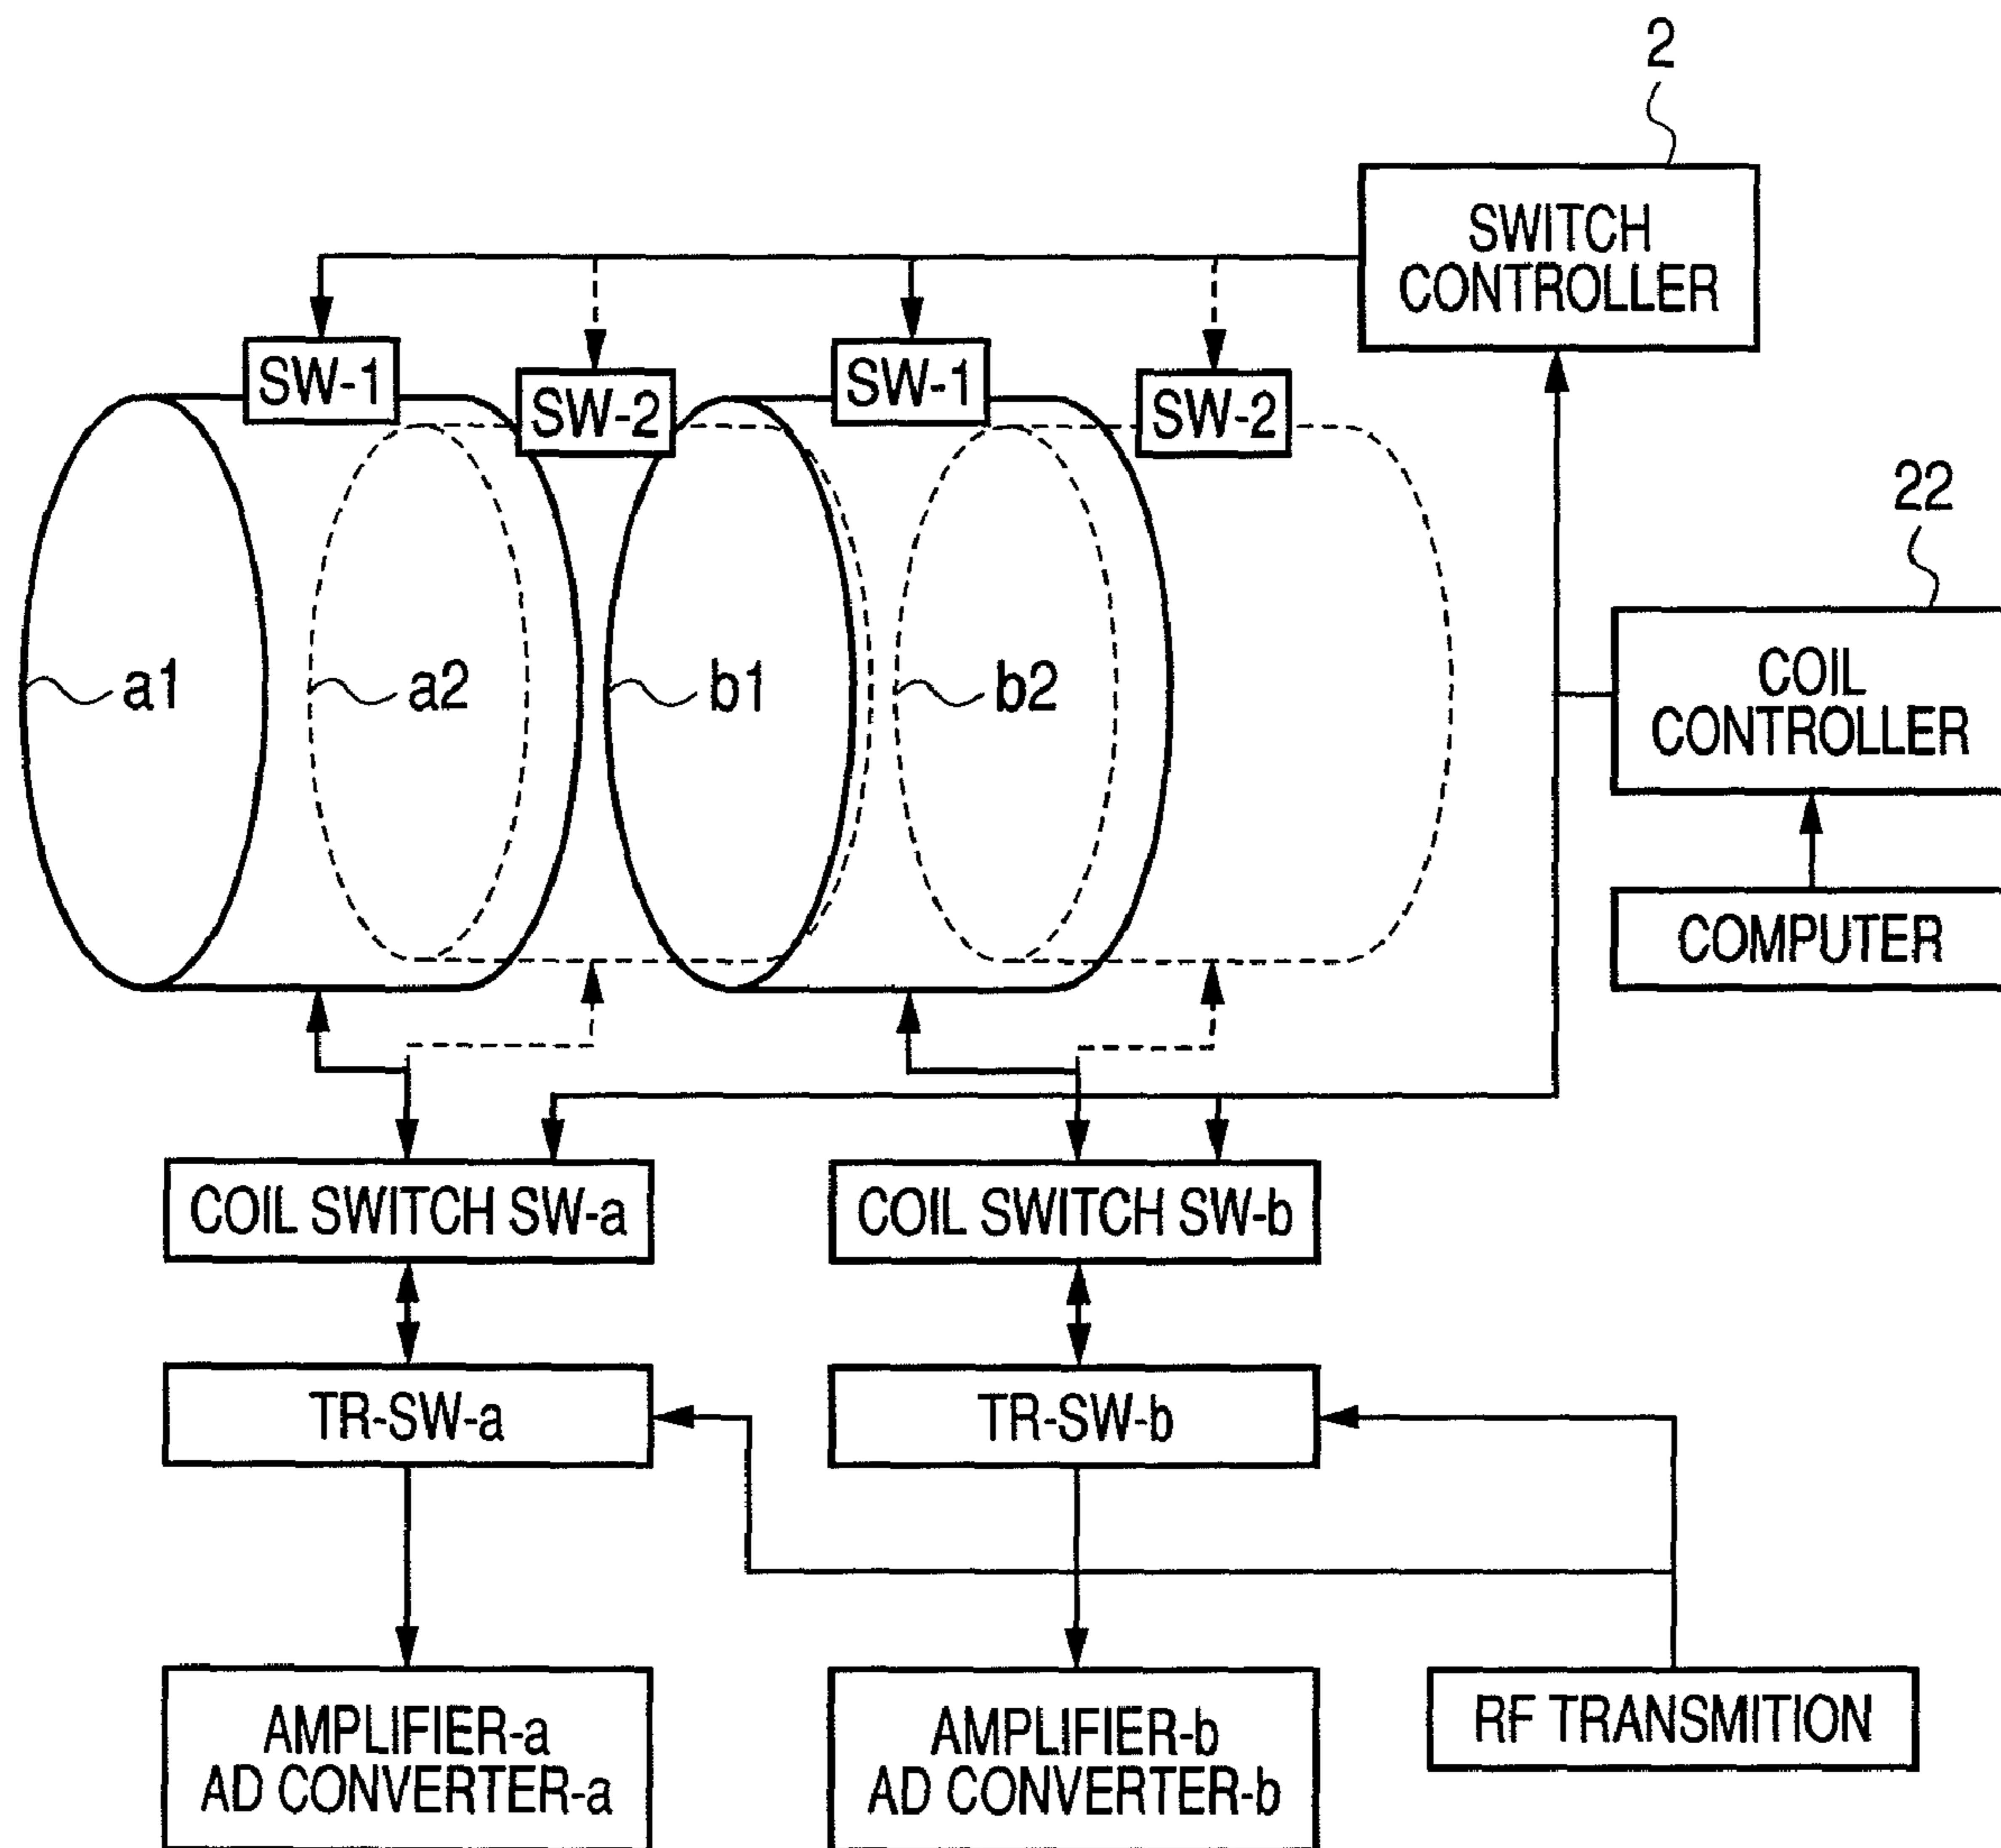 2
SWITCH
CONTROLLER
SW-1
SW-2
SW-1
SW-2
22
a1
a2
b1
b2
COIL
CONTROLLER
COMPUTER
COIL SWITCH SW-a
COIL SWITCH SW-b
TR-SW-a
TR-SW-b
AMPLIFIER-a
AD CONVERTER-a
AMPLIFIER-b
AD CONVERTER-b
RF TRANSMITION